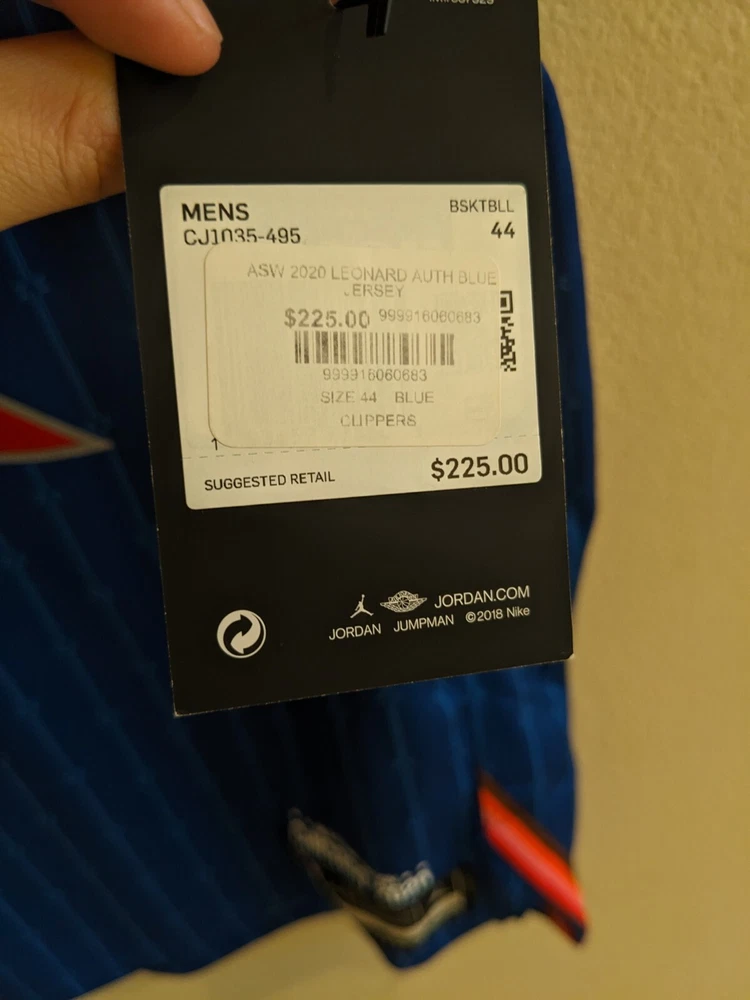 MENS
BSKTBLL
CJ1035-495
44
ASW 2020 LEONARD AUTH BLUE
JERSEY
$225.00 999916060683
999916060683
SIZE 44 BLUE
CLIPPERS
1
SUGGESTED RETAIL
$225.00
JORDAN.COM
JORDAN JUMPMAN ©2018 Nike